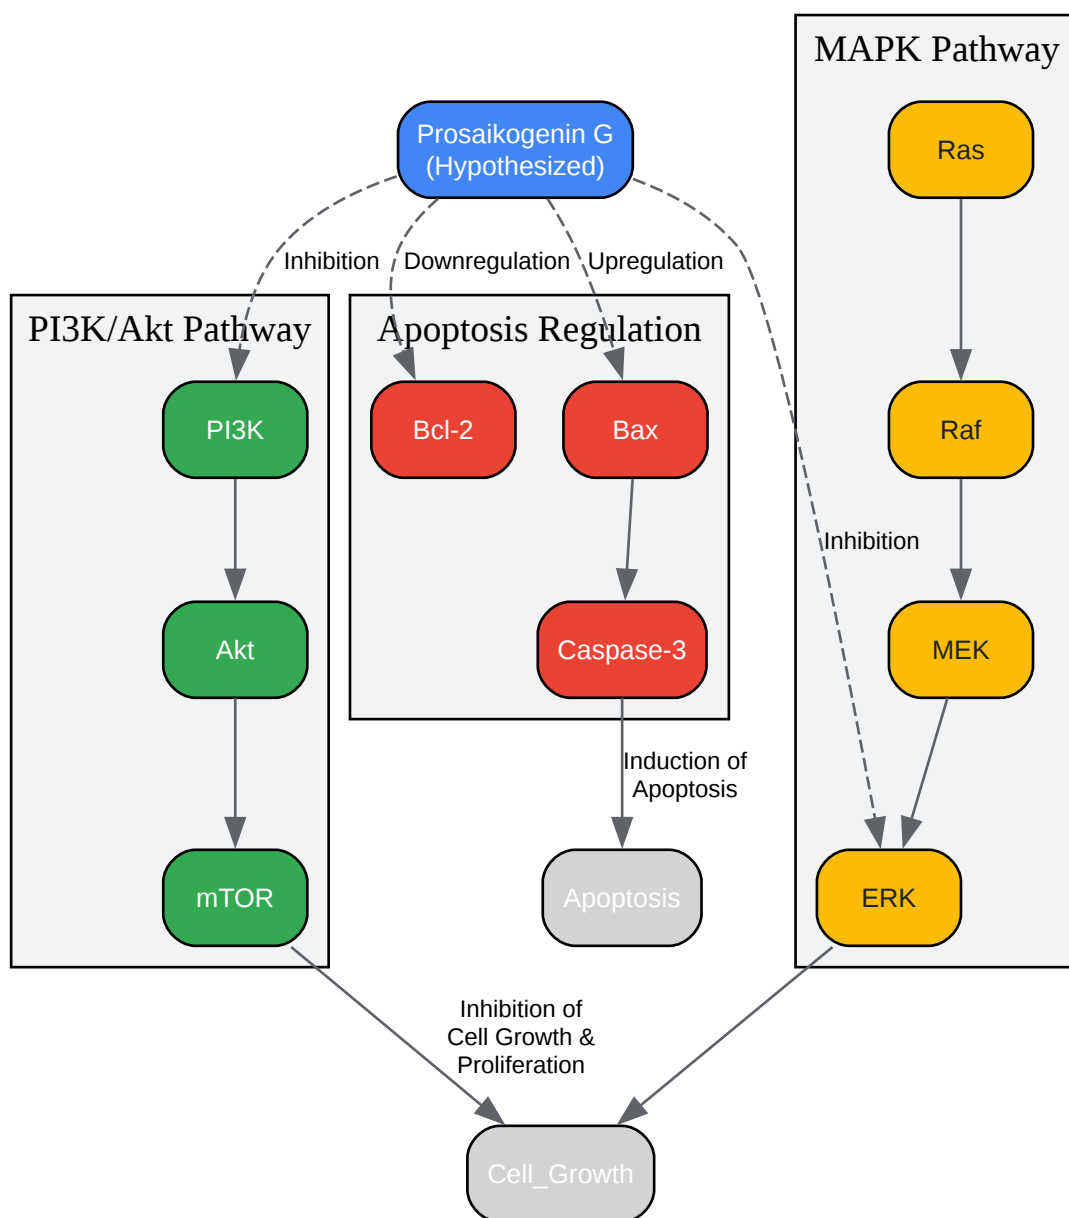 MAPK Pathway
Prosaikogenin G
(Hypothesized)
Ras
Inhibition
Downregulation
Upregulation
PI3K/Akt Pathway
Apoptosis Regulation
PI3K
Bcl-2
Bax
Raf
Inhibition
Akt
Caspase-3
MEK
Induction of
Apoptosis
mTOR
Apoptosis
ERK
Inhibition of
Cell Growth &
Proliferation
Cell_Growth